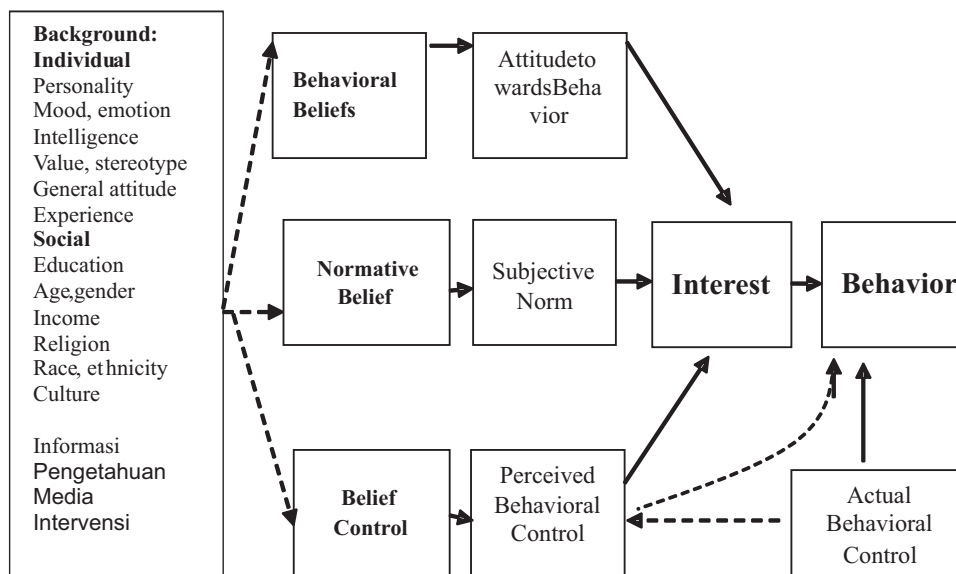 Background:
Individual
Personality
Mood, emotion
Intelligence
Value, stereotype
General attitude
Experience
Social
Education
Age,gender
Income
Religion
Race, ethnicity
Culture
Informasi
Pengetahuan
Media
Intervensi
Behavioral
Beliefs
Attitudeto
wardsBeha
vior
Normative
Belief
Subjective
Norm
Interest
Behavior
Belief
Control
Perceived
Behavioral
Control
Actual
Behavioral
Control